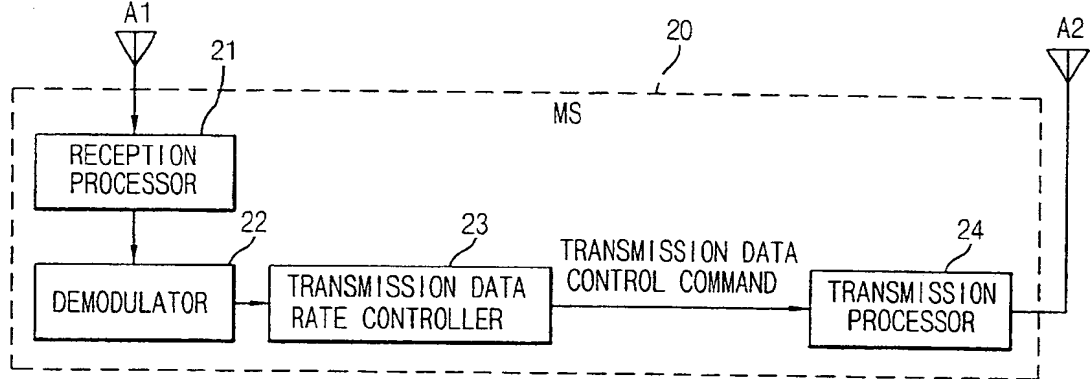 A1
21
20
A2
MS
RECEPTION
PROCESSOR
22
23
24
DEMODULATOR
TRANSMISSION DATA
RATE CONTROLLER
TRANSMISSION DATA
CONTROL COMMAND
TRANSMISSION
PROCESSOR